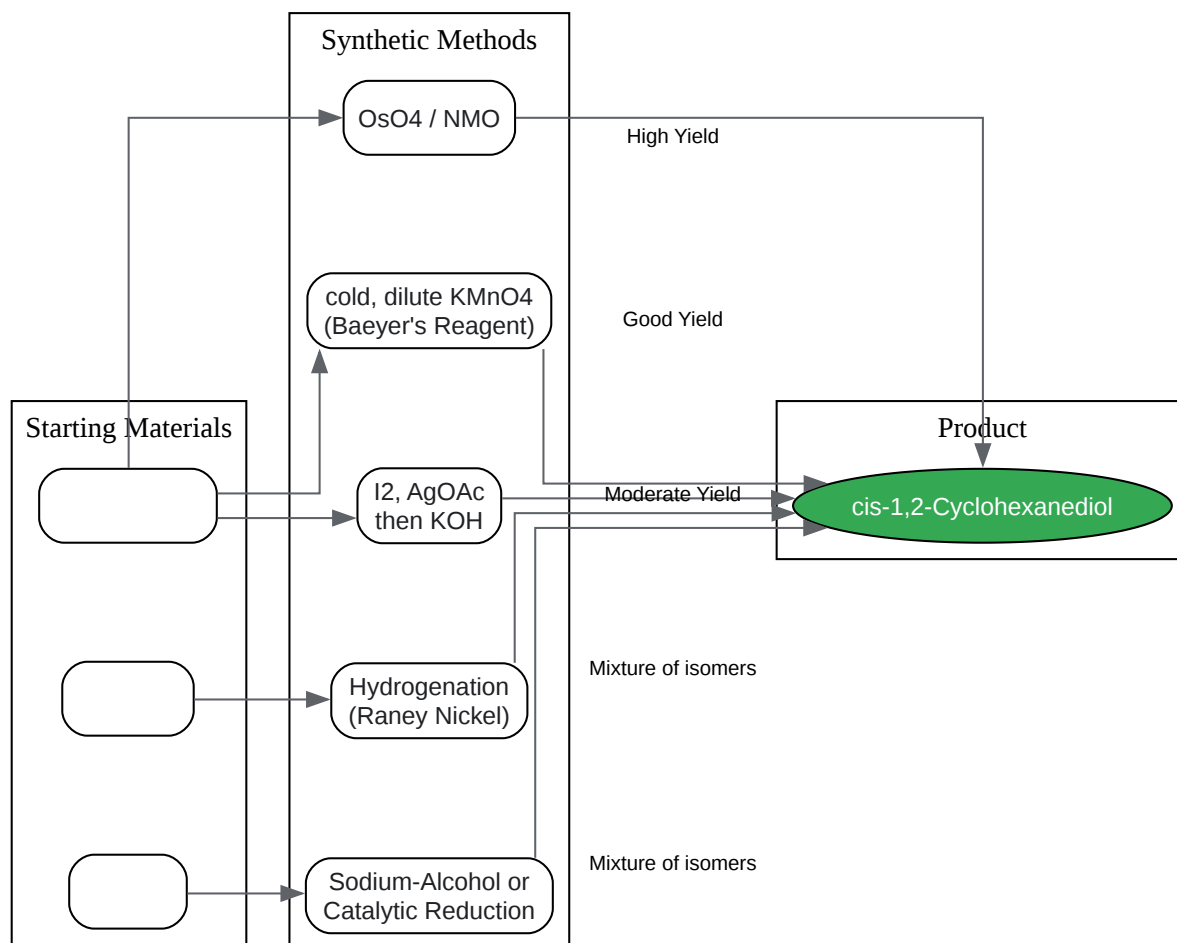 Synthetic Methods
OsO4 / NMO
High Yield
cold, dilute KMnO4
(Baeyer's Reagent)
Good Yield
Starting Materials
Product
I2, AgOAc
then KOH
Moderate Yield
cis-1,2-Cyclohexanediol
Hydrogenation
(Raney Nickel)
Mixture of isomers
Sodium-Alcohol or
Catalytic Reduction
Mixture of isomers